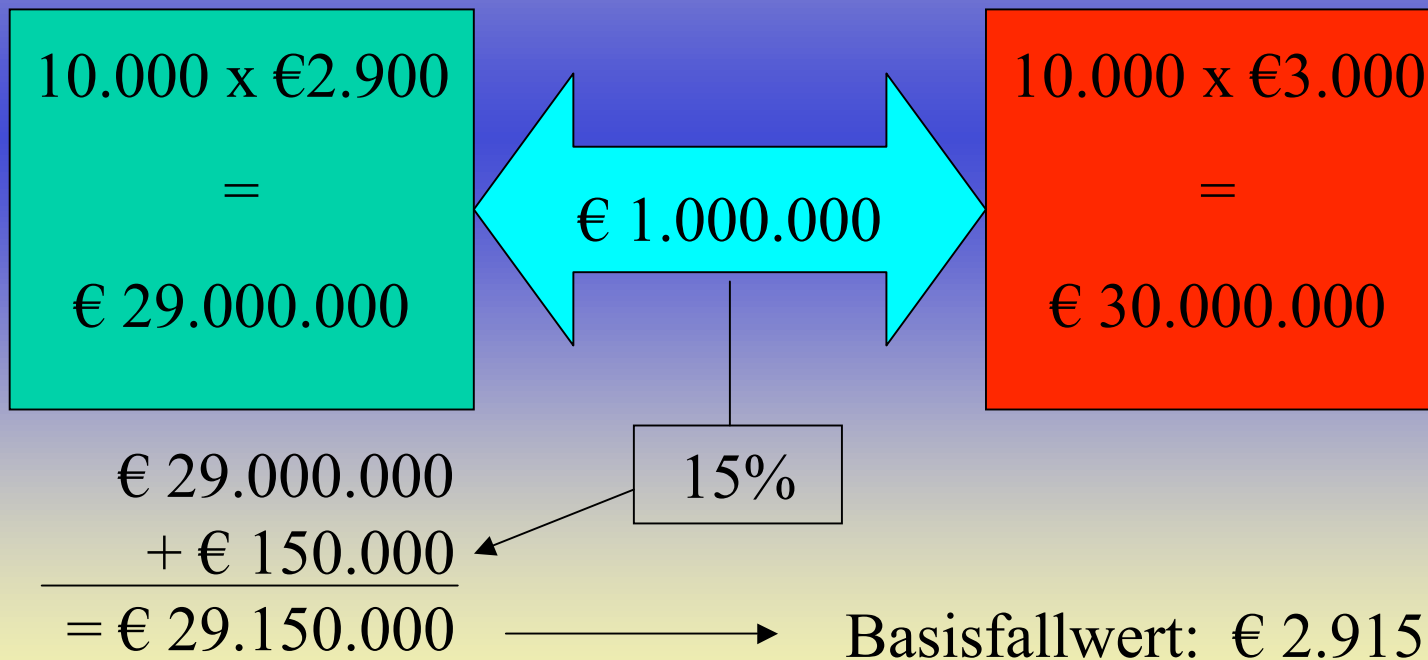 10.000 x €2.900
=
€ 29.000.000
€ 1.000.000
10.000 x €3.000
=
€ 30.000.000
15%
€ 29.000.000
+ € 150.000
= € 29.150.000
Basisfallwert: € 2.915